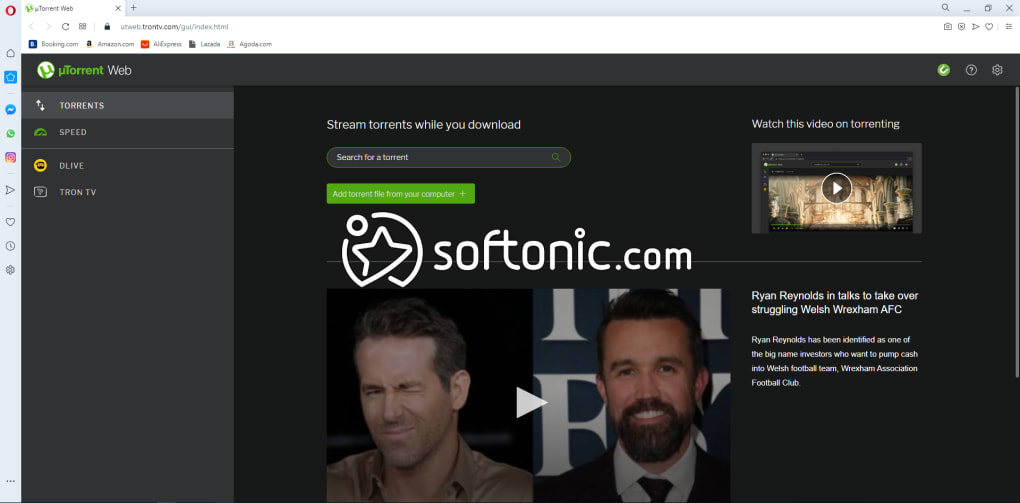 µTorrent Web
utweb.trontv.com/gui/index.html
Booking.com
Amazon.com
AliExpress
Lazada
Agoda.com
µTorrent Web
TORRENTS
SPEED
DLIVE
TRON TV
Stream torrents while you download
Search for a torrent
Add torrent file from your computer +
Watch this video on torrenting
softonic.com
Ryan Reynolds in talks to take over
struggling Welsh Wrexham AFC
Ryan Reynolds has been identified as one of
the big name investors who want to pump cash
into Welsh football team, Wrexham Association
Football Club.